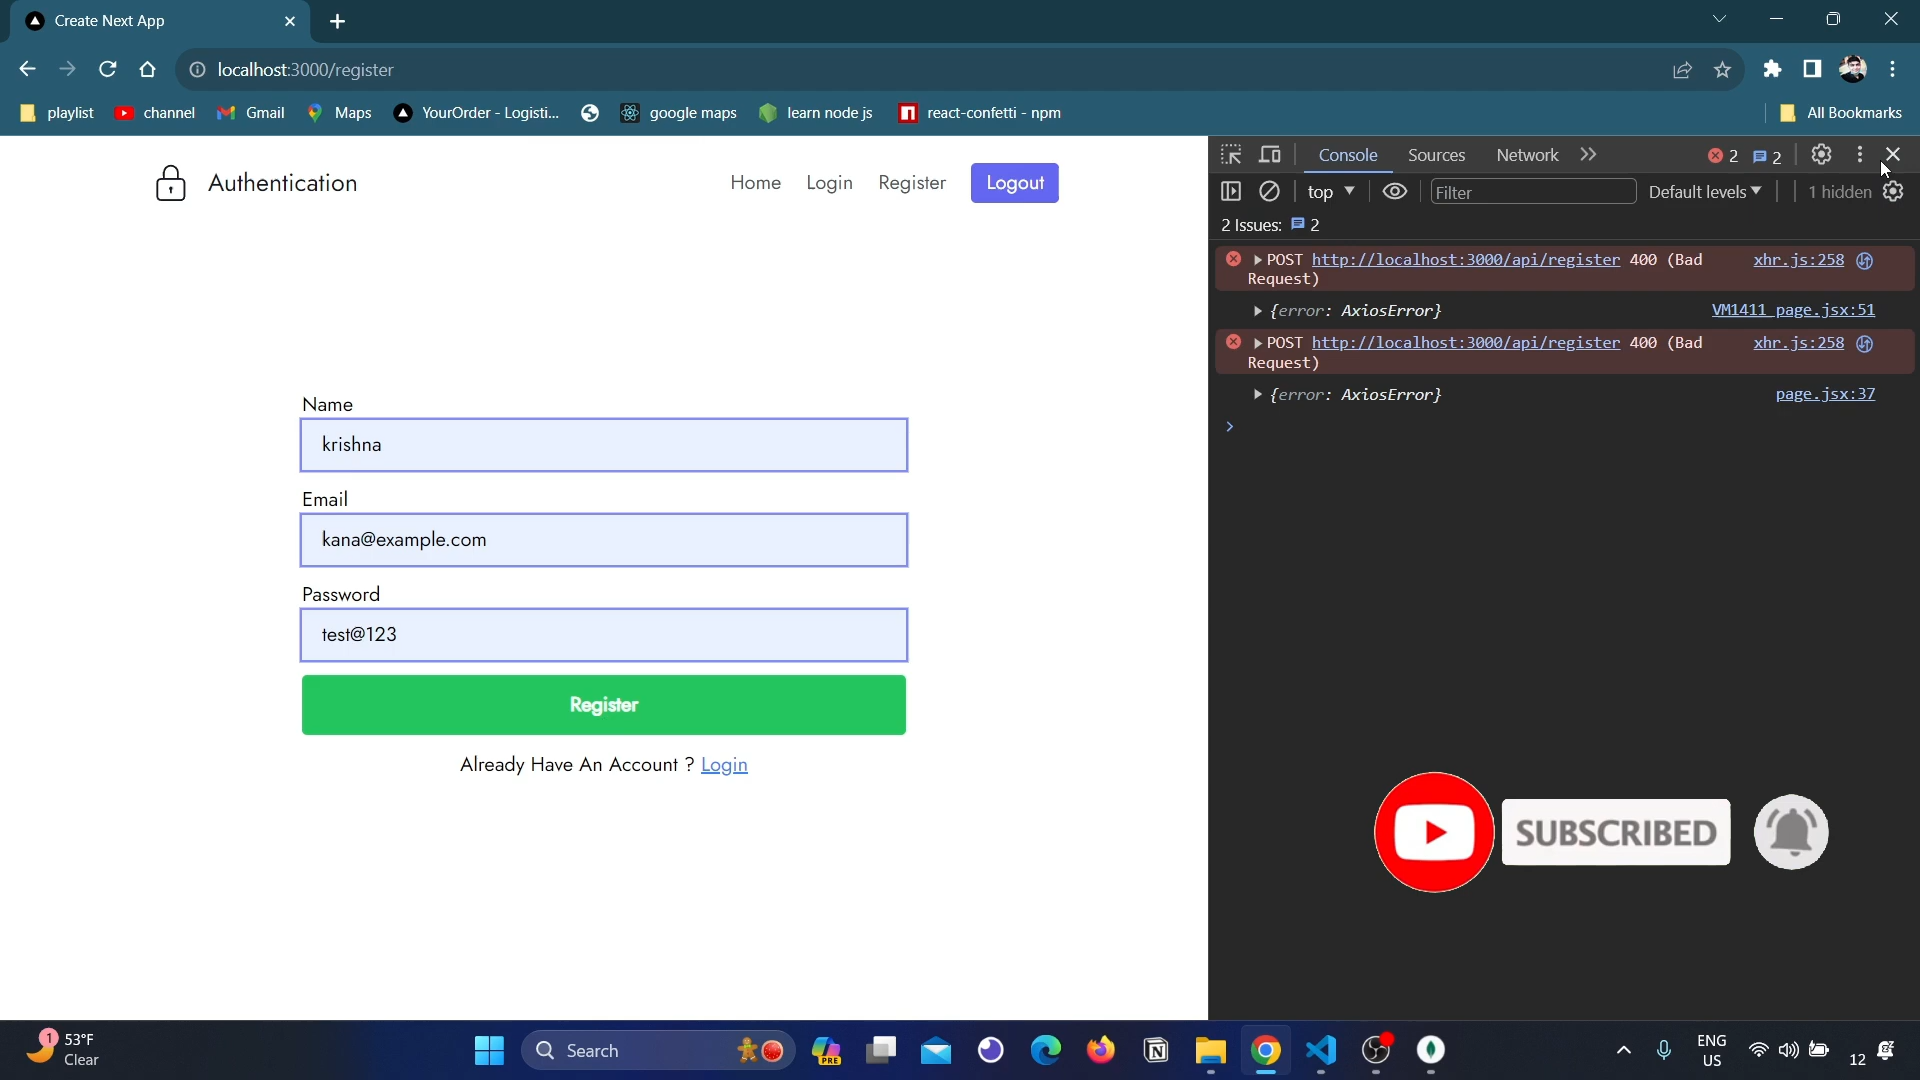 Create Next App
localhost:3000/register
playlist channel Gmail Maps YourOrder - Logisti... google maps learn node js react-confetti - npm All Bookmarks
Authentication
Home Login Register Logout
Name
krishna
Email
kana@example.com
Password
test@123
Register
Already Have An Account ? Login
Console Sources Network 2 2
top Filter Default levels 1 hidden
2 Issues: 2
POST http://localhost:3000/api/register 400 (Bad xhr.js:258
Request)
{error: AxiosError} VM1411 page.jsx:51
POST http://localhost:3000/api/register 400 (Bad xhr.js:258
Request)
{error: AxiosError} page.jsx:37
SUBSCRIBED
1 53°F
Clear
Search
PRE
ENG
US
12